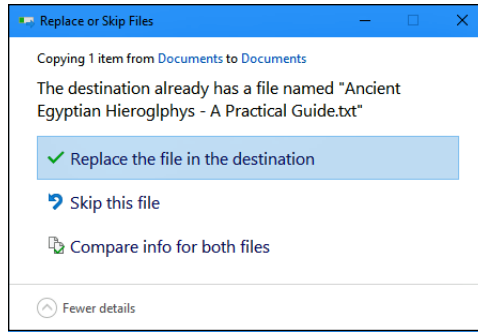 Replace or Skip Files
Copying 1 item from Documents to Documents
The destination already has a file named "Ancient
Egyptian Hieroglphys - A Practical Guide.txt"
Replace the file in the destination
Skip this file
Compare info for both files
Fewer details